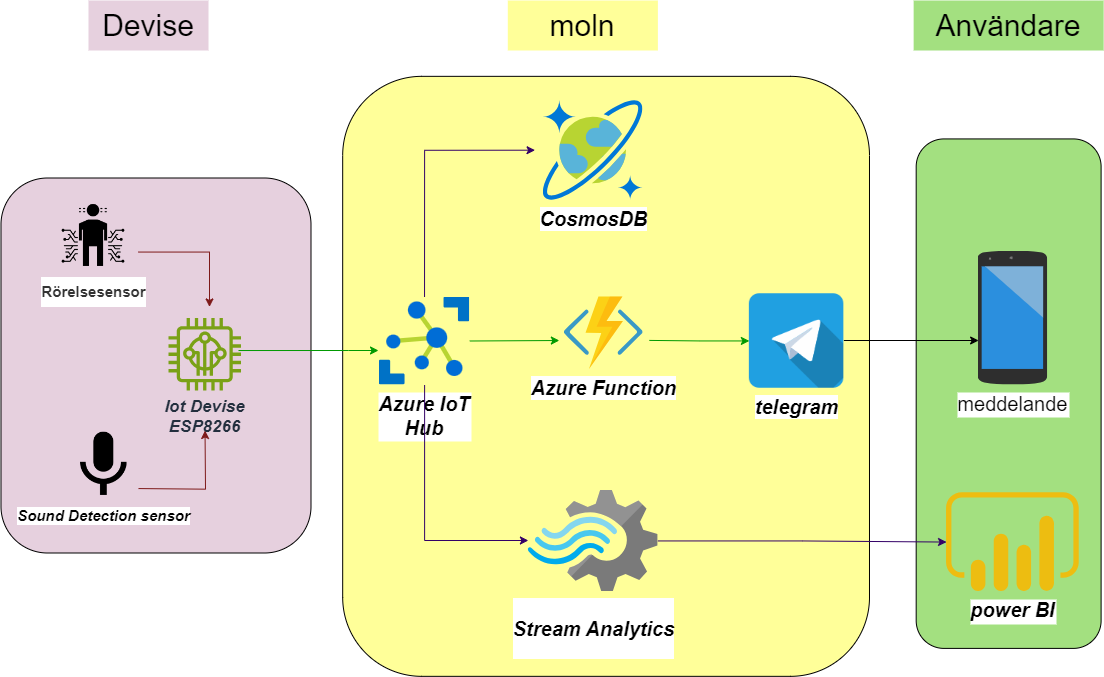 Devise
moln
Användare
CosmosDB
Rörelsesensor
Azure IoT
Hub
Azure Function
telegram
meddelande
Iot Devise
ESP8266
Sound Detection sensor
Stream Analytics
power BI